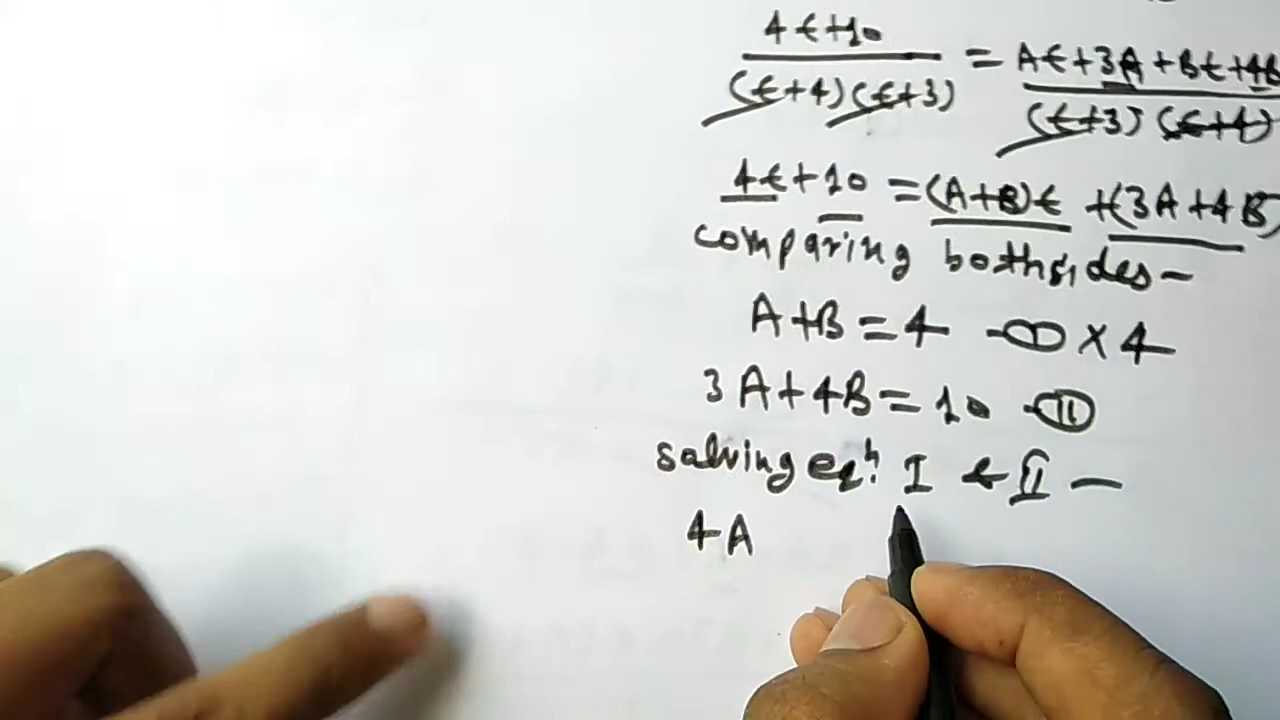 4t+10 / (t+4)(t+3) = At+3A+Bt+4B / (t+3)(t+4)
4t+10 = (A+B)t +(3A+4B)
comparing bothsides-
A+B=4 -Ⓘ ×4
3A+4B=10 -Ⓘⓘ
salving eqⁿ: I & II -
4A